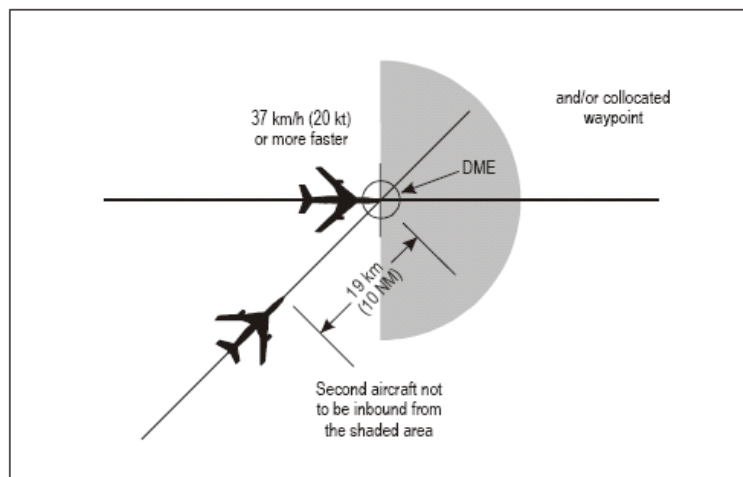 37 km/h (20 kt)
or more faster
and/or collocated
waypoint
DME
19 km
(10 NM)
Second aircraft not
to be inbound from
the shaded area